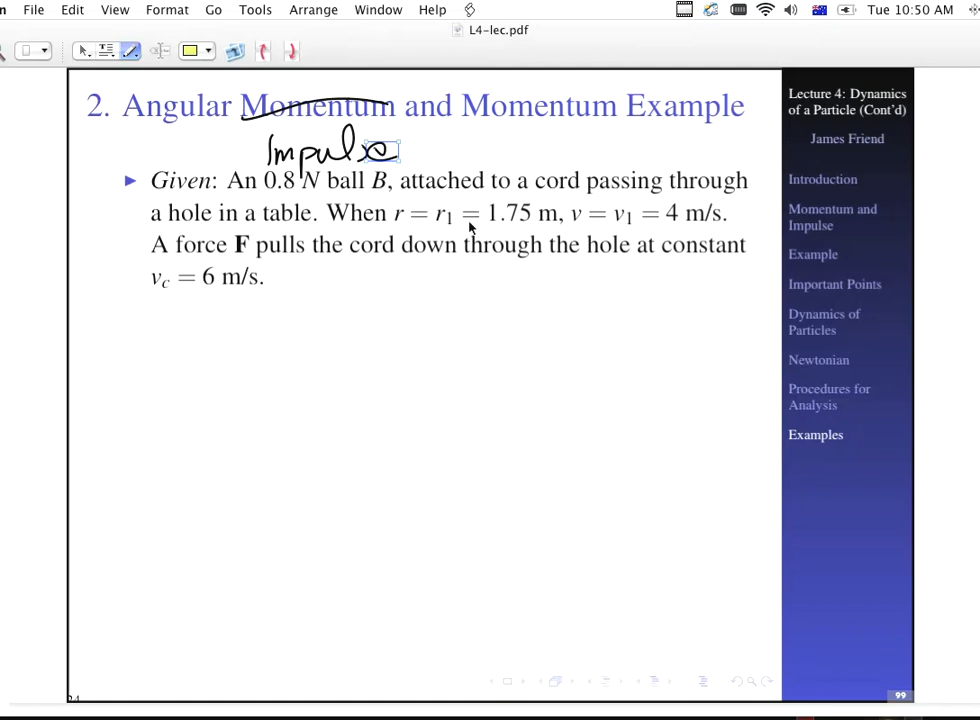 File Edit View Format Go Tools Arrange Window Help Tue 10:50 AM
L4-lec.pdf
2. Angular Momentum and Momentum Example
Impulse
Given: An 0.8 N ball B, attached to a cord passing through
a hole in a table. When r = r₁ = 1.75 m, v = v₁ = 4 m/s.
A force F pulls the cord down through the hole at constant
v_c = 6 m/s.
Lecture 4: Dynamics
of a Particle (Cont'd)
James Friend
Introduction
Momentum and
Impulse
Example
Important Points
Dynamics of
Particles
Newtonian
Procedures for
Analysis
Examples
99